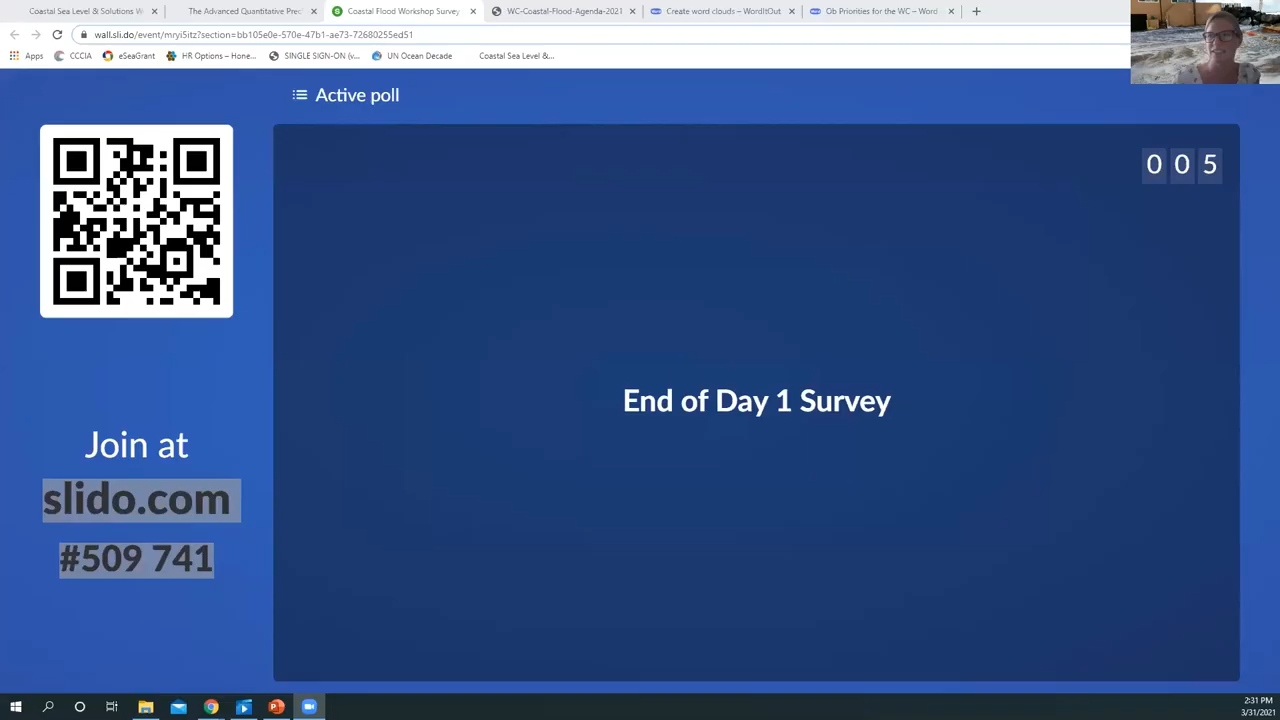 Coastal Sea Level & Solutions W
The Advanced Quantitative Prec
Coastal Flood Workshop Survey
WC-Coastal-Flood-Agenda-2021
Create word clouds – WordItOut
Ob Priorities for the WC – Word
wall.sli.do/event/mryi5itz?section=bb105e0e-570e-47b1-ae73-72680255ed51
Apps
CCCIA
eSeaGrant
HR Options – Hone...
SINGLE SIGN-ON (v...
UN Ocean Decade
Coastal Sea Level &...
Active poll
0 0 5
End of Day 1 Survey
Join at
slido.com
#509 741
2:31 PM
3/31/2021